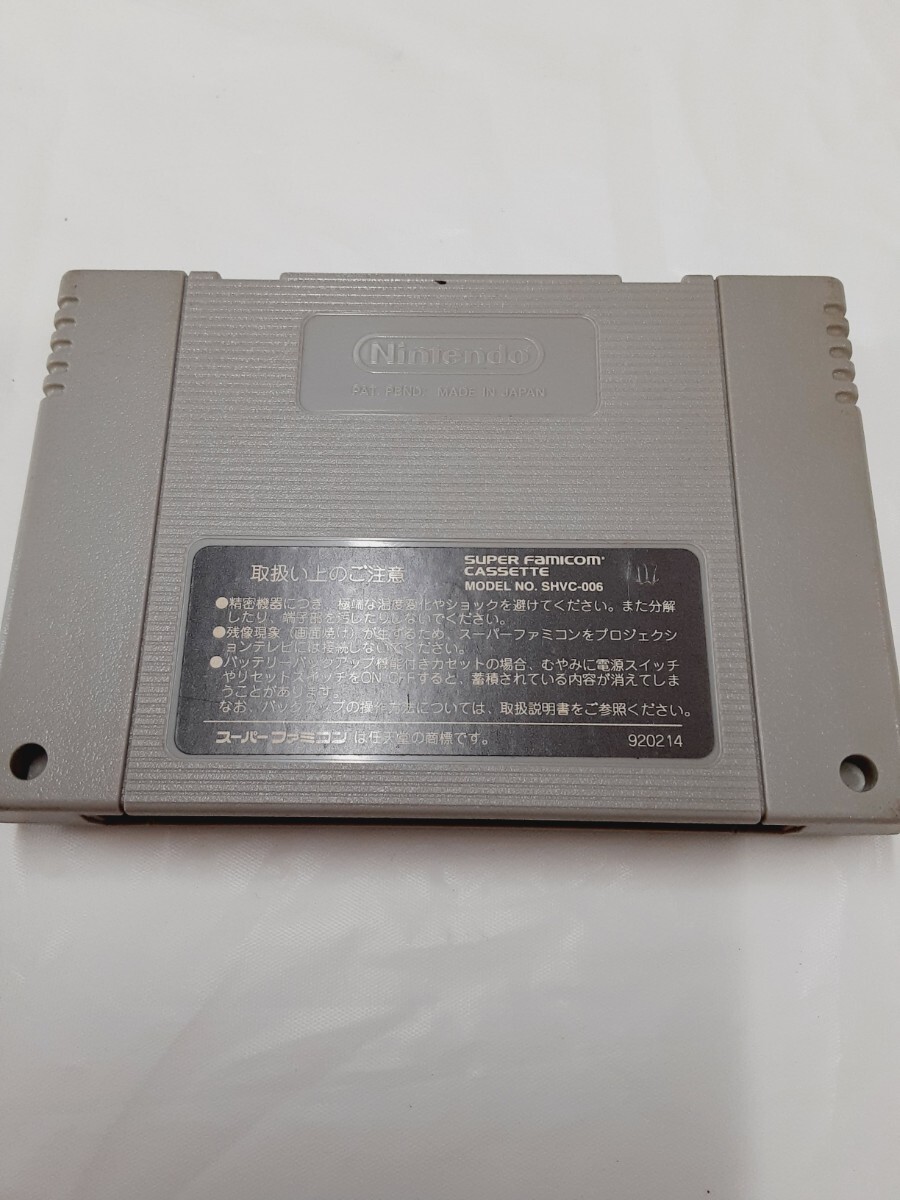 Nintendo
PAT. PEND. MADE IN JAPAN
取扱い上のご注意
SUPER FAMICOM
CASSETTE
MODEL NO. SHVC-006
●精密機器につき、極端な温度変化やショックを避けてください。また分解
したり、端子部を汚したりしないでください。
●残像現象(画面焼け)が生ずるため、スーパーファミコンをプロジェクシ
ョンテレビには接続しないでください。
●バッテリーバックアップ機能付きカセットの場合、むやみに電源スイッチ
やリセットスイッチをON・OFFすると、蓄積されている内容が消えてしま
うことがあります。
なお、バックアップの操作方法については、取扱説明書をご参照ください。
スーパーファミコンは任天堂の商標です。
920214